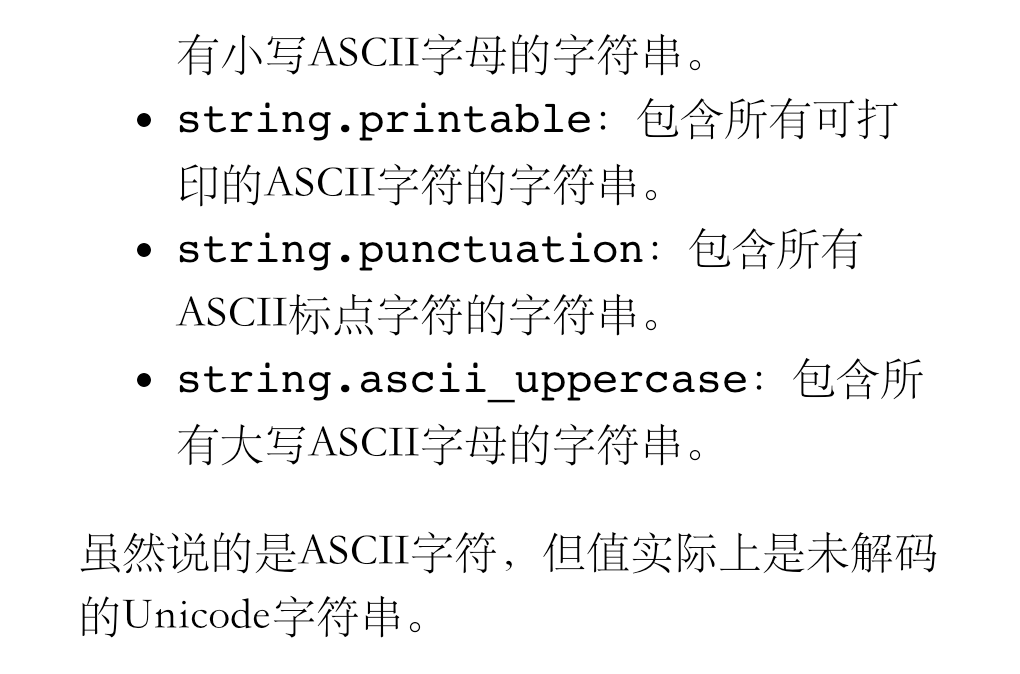 有小写ASCII字母的字符串。
• string.printable：包含所有可打
印的ASCII字符的字符串。
• string.punctuation：包含所有
ASCII标点字符的字符串。
• string.ascii_uppercase：包含所
有大写ASCII字母的字符串。
虽然说的是ASCII字符，但值实际上是未解码
的Unicode字符串。